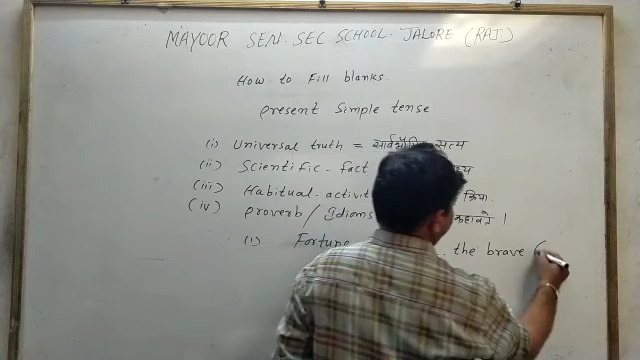 MAYOOR SEN. SEC. SCHOOL. JALORE (RAJ.)
How to Fill blanks.
present Simple tense
(i) Universal truth = सत्य
(ii) Scientific-fact
(iii) Habitual-activit क्रिया.
(iv) proverb/Idioms कहावते।
(1) Fortune .. the brave (